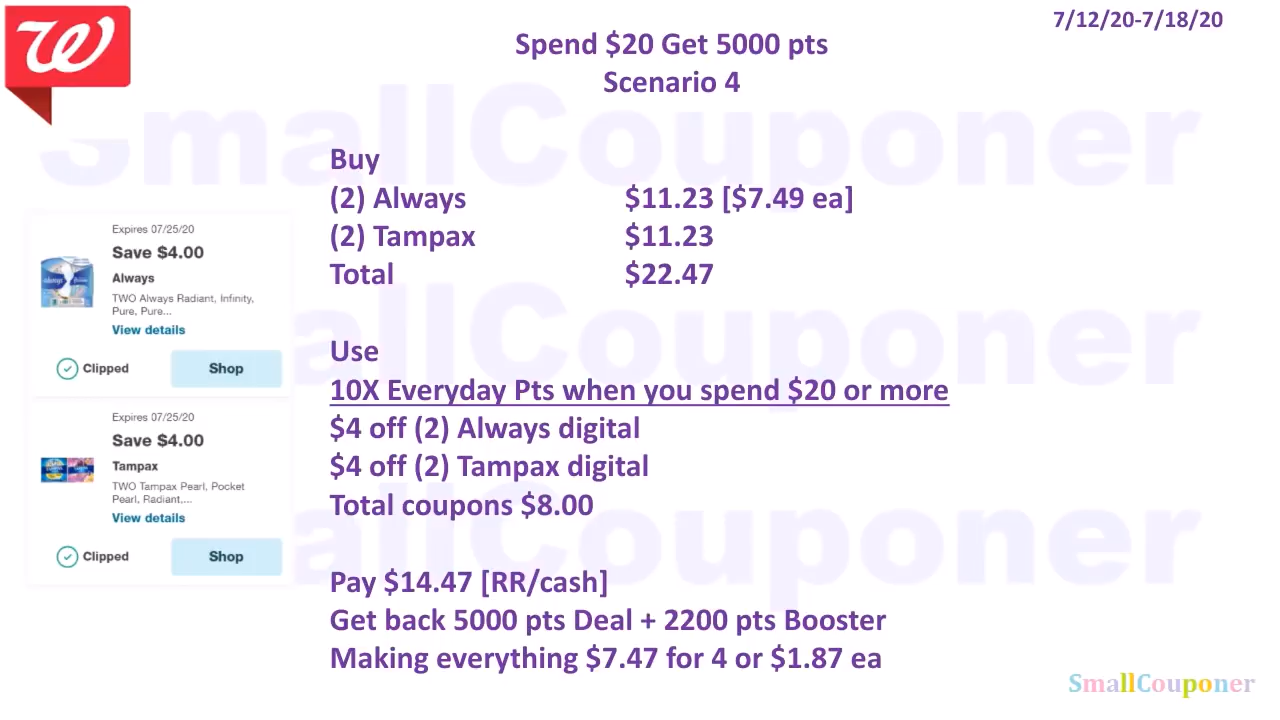 7/12/20-7/18/20
Spend $20 Get 5000 pts
Scenario 4
SmallCouponer
Buy
(2) Always $11.23 [$7.49 ea]
(2) Tampax $11.23
Total $22.47
Expires 07/25/20
Save $4.00
Always
TWO Always Radiant, Infinity,
Pure, Pure...
View details
Clipped Shop
Expires 07/25/20
Save $4.00
Tampax
TWO Tampax Pearl, Pocket
Pearl, Radiant,...
View details
Clipped Shop
SmallCouponer
Use
10X Everyday Pts when you spend $20 or more
$4 off (2) Always digital
$4 off (2) Tampax digital
Total coupons $8.00
SmallCouponer
Pay $14.47 [RR/cash]
Get back 5000 pts Deal + 2200 pts Booster
Making everything $7.47 for 4 or $1.87 ea
SmallCouponer